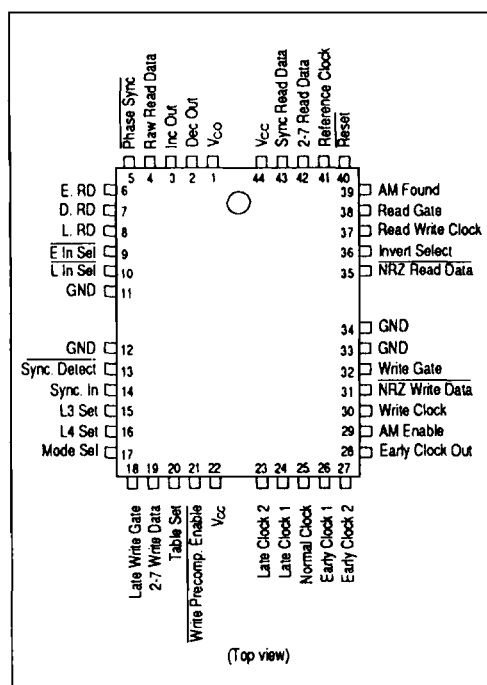 Phase Sync
Raw Read Data
Inc Out
Dec Out
VCO
VCC
Sync Read Data
2-7 Read Data
Reference Clock
Reset
5 4 3 2 1 44 43 42 41 40
E. RD 6
D. RD 7
L. RD 8
E In Sel 9
L In Sel 10
GND 11
GND 12
Sync. Detect 13
Sync. In 14
L3 Set 15
L4 Set 16
Mode Sel 17
39 AM Found
38 Read Gate
37 Read Write Clock
36 Invert Select
35 NRZ Read Data
34 GND
33 GND
32 Write Gate
31 NRZ Write Data
30 Write Clock
29 AM Enable
28 Early Clock Out
18 19 20 21 22 23 24 25 26 27
Late Write Gate
2-7 Write Data
Table Set
Write Precomp. Enable
VCC
Late Clock 2
Late Clock 1
Normal Clock
Early Clock 1
Early Clock 2
(Top view)